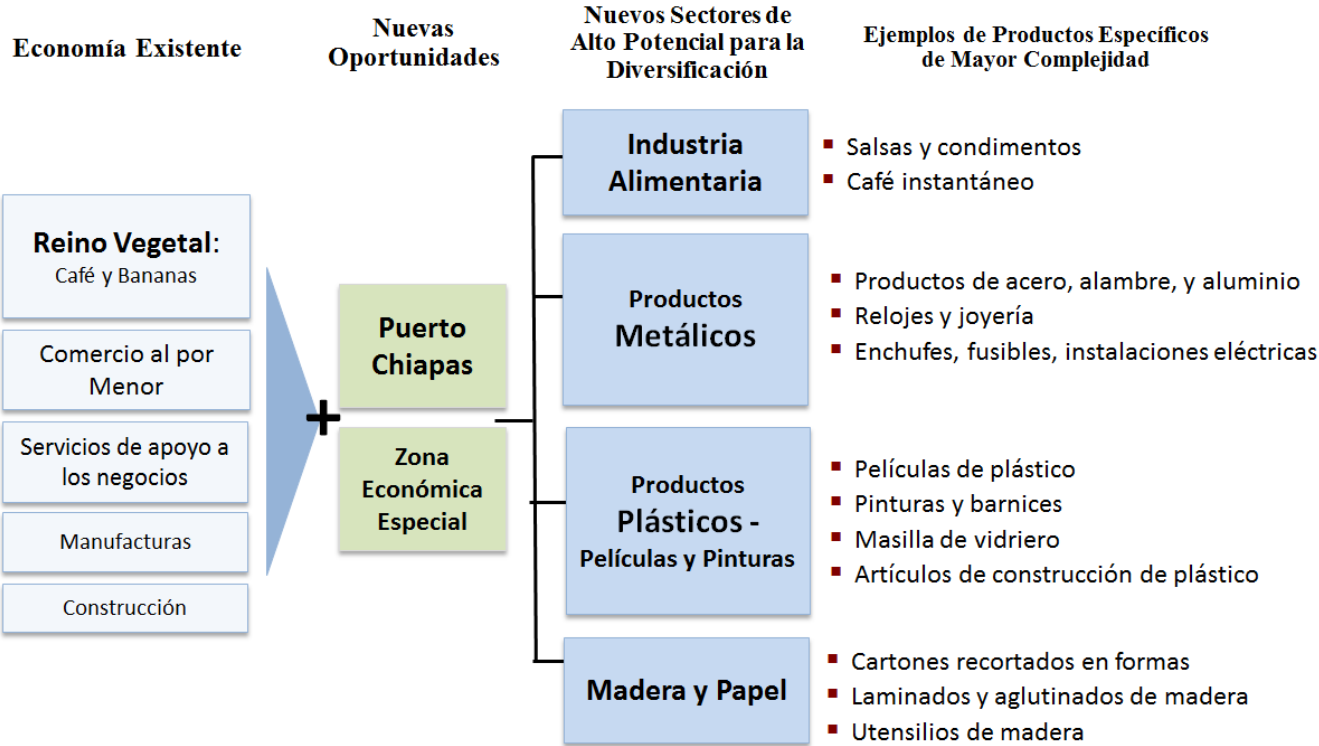 Economía Existente
Nuevas
Oportunidades
Nuevos Sectores de
Alto Potencial para la
Diversificación
Ejemplos de Productos Específicos
de Mayor Complejidad
Reino Vegetal:
Café y Bananas
Comercio al por
Menor
Servicios de apoyo a
los negocios
Manufacturas
Construcción
+
Puerto
Chiapas
Zona
Económica
Especial
Industria
Alimentaria
▪ Salsas y condimentos
▪ Café instantáneo
Productos
Metálicos
▪ Productos de acero, alambre, y aluminio
▪ Relojes y joyería
▪ Enchufes, fusibles, instalaciones eléctricas
Productos
Plásticos -
Películas y Pinturas
▪ Películas de plástico
▪ Pinturas y barnices
▪ Masilla de vidriero
▪ Artículos de construcción de plástico
Madera y Papel
▪ Cartones recortados en formas
▪ Laminados y aglutinados de madera
▪ Utensilios de madera